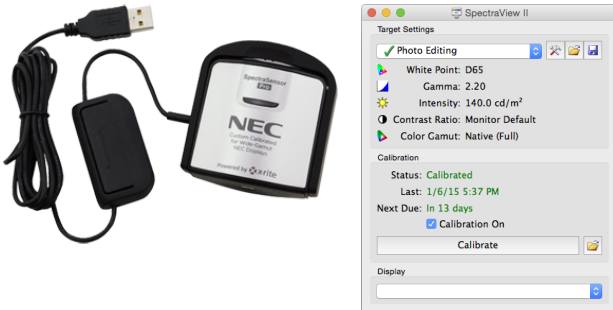 SpectraSensor
Pro
NEC
Custom-Calibrated
for Wide-Gamut
NEC Displays
Powered by x·rite
SpectraView II
Target Settings
Photo Editing
White Point: D65
Gamma: 2.20
Intensity: 140.0 cd/m²
Contrast Ratio: Monitor Default
Color Gamut: Native (Full)
Calibration
Status: Calibrated
Last: 1/6/15 5:37 PM
Next Due: In 13 days
Calibration On
Calibrate
Display